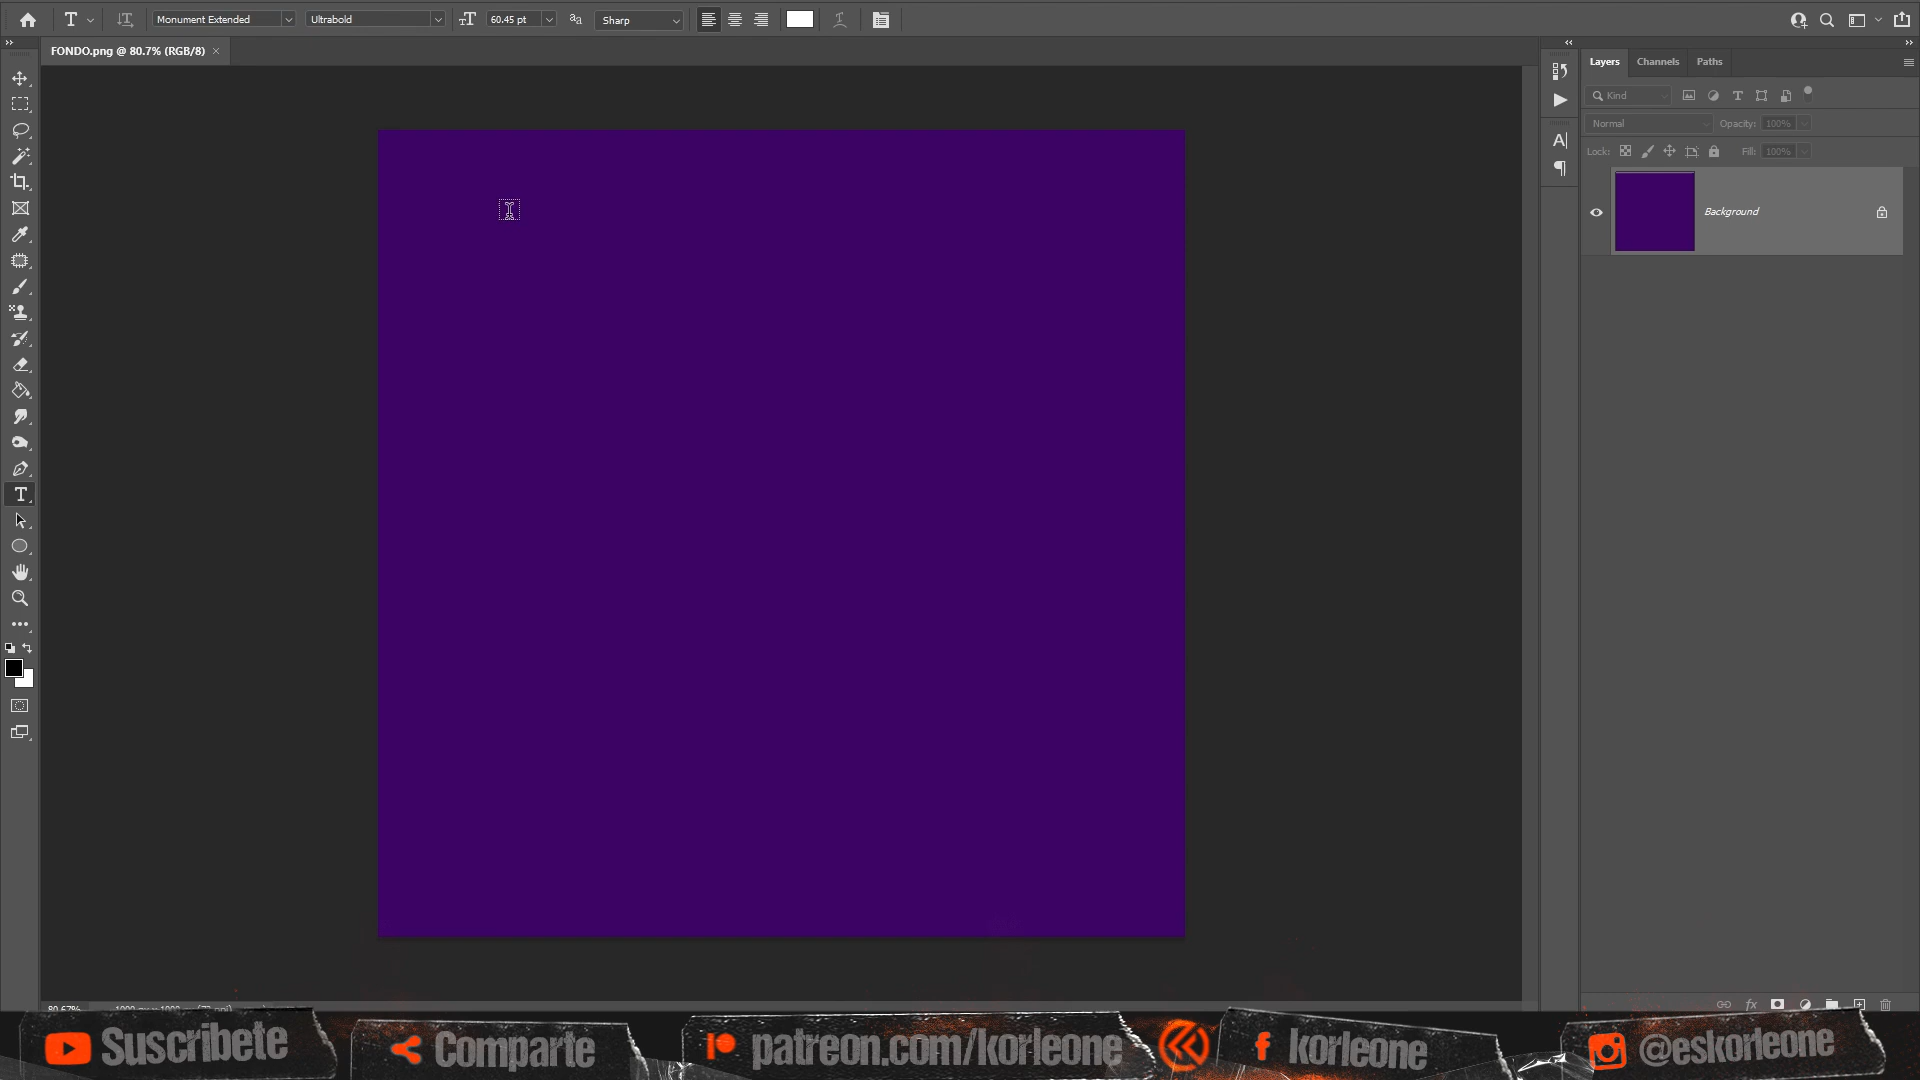 Monument Extended
Ultrabold
60.45 pt
Sharp
FONDO.png @ 80.7% (RGB/8)
Layers
Channels
Paths
Kind
Normal
Opacity: 100%
Lock:
Fill: 100%
Background
Suscribete
Comparte
patreon.com/korleone
korleone
@eskorleone